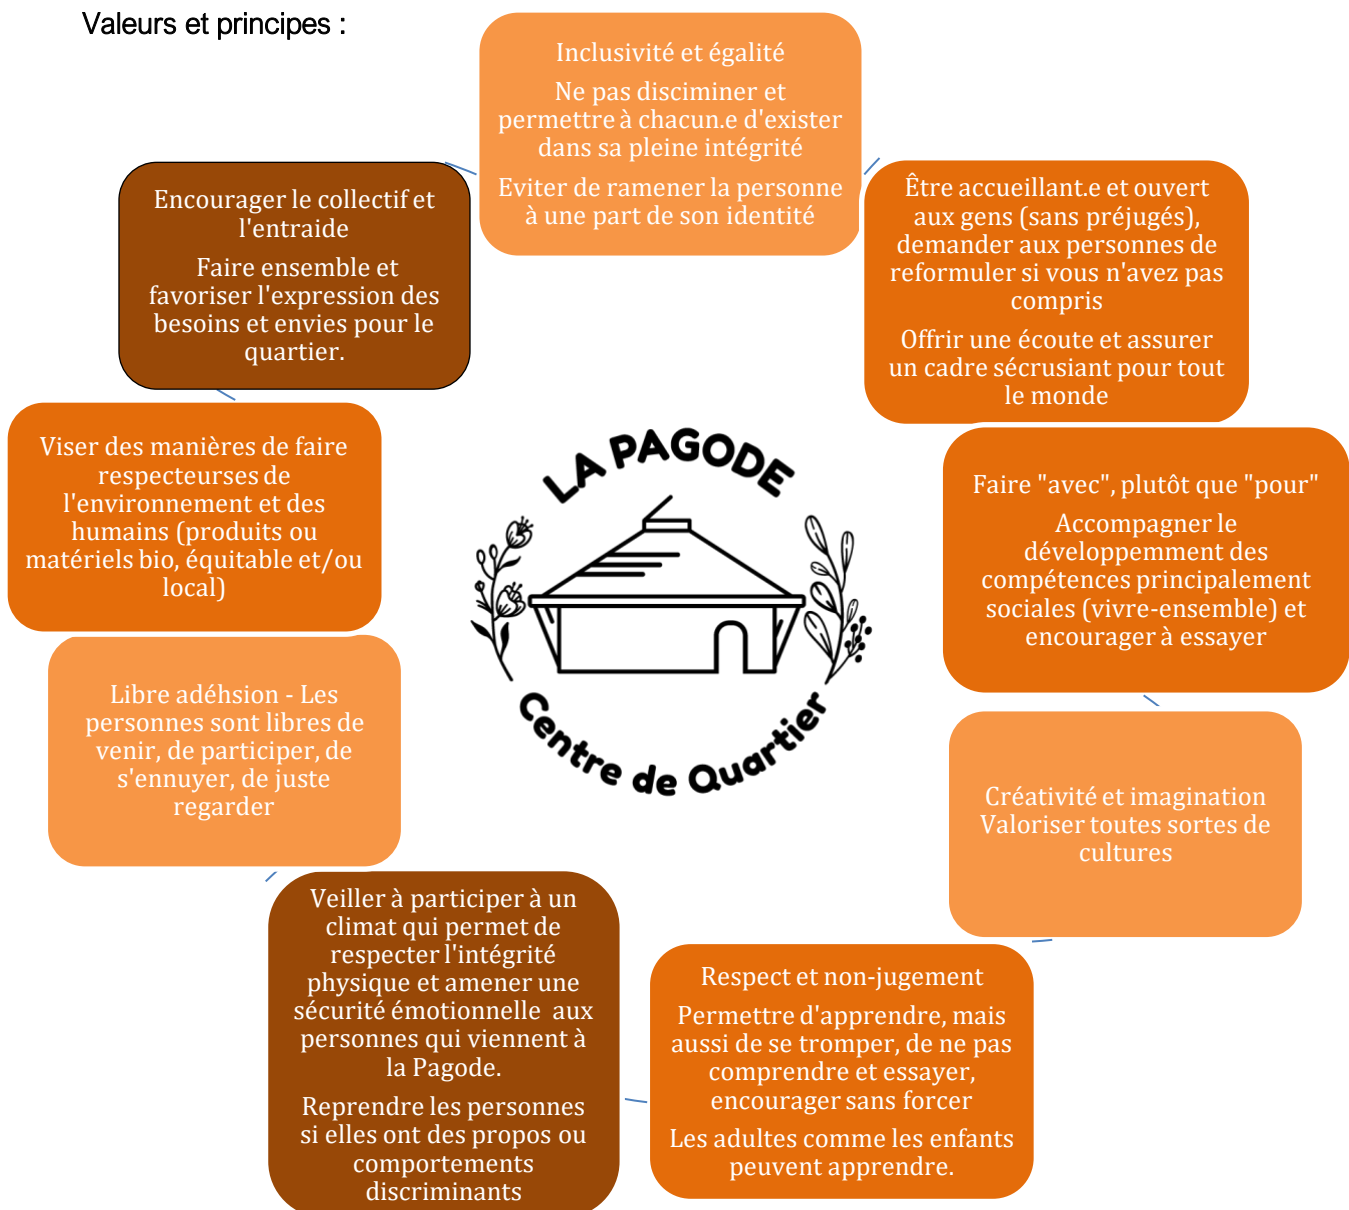 Valeurs et principes :
Inclusivité et égalité
Ne pas disciminer et
permettre à chacun.e d'exister
dans sa pleine intégrité
Eviter de ramener la personne
à une part de son identité
Être accueillant.e et ouvert
aux gens (sans préjugés),
demander aux personnes de
reformuler si vous n'avez pas
compris
Offrir une écoute et assurer
un cadre sécrusiant pour tout
le monde
Faire "avec", plutôt que "pour"
Accompagner le
développemment des
compétences principalement
sociales (vivre-ensemble) et
encourager à essayer
Créativité et imagination
Valoriser toutes sortes de
cultures
Respect et non-jugement
Permettre d'apprendre, mais
aussi de se tromper, de ne pas
comprendre et essayer,
encourager sans forcer
Les adultes comme les enfants
peuvent apprendre.
Veiller à participer à un
climat qui permet de
respecter l'intégrité
physique et amener une
sécurité émotionnelle aux
personnes qui viennent à
la Pagode.
Reprendre les personnes
si elles ont des propos ou
comportements
discriminants
Libre adéhsion - Les
personnes sont libres de
venir, de participer, de
s'ennuyer, de juste
regarder
Viser des manières de faire
respecteurses de
l'environnement et des
humains (produits ou
matériels bio, équitable et/ou
local)
Encourager le collectif et
l'entraide
Faire ensemble et
favoriser l'expression des
besoins et envies pour le
quartier.
LA PAGODE
Centre de Quartier